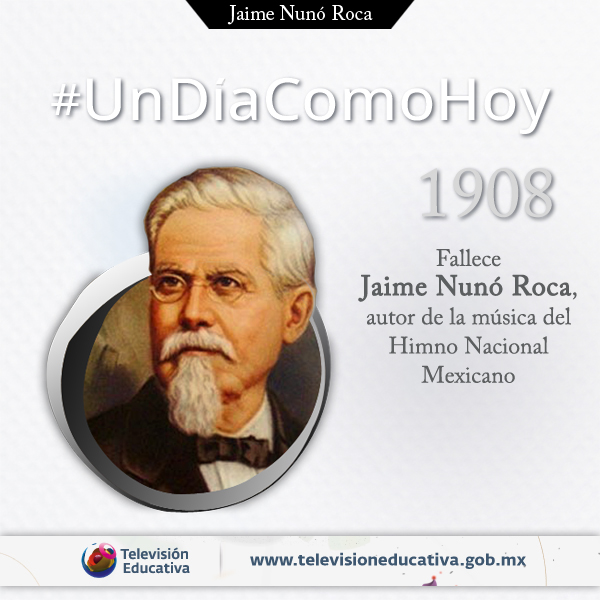 Jaime Nunó Roca
#UnDiaComoHoy
1908
Fallece
Jaime Nunó Roca,
autor de la música del
Himno Nacional
Mexicano
Televisión
Educativa
www.televisioneducativa.gob.mx